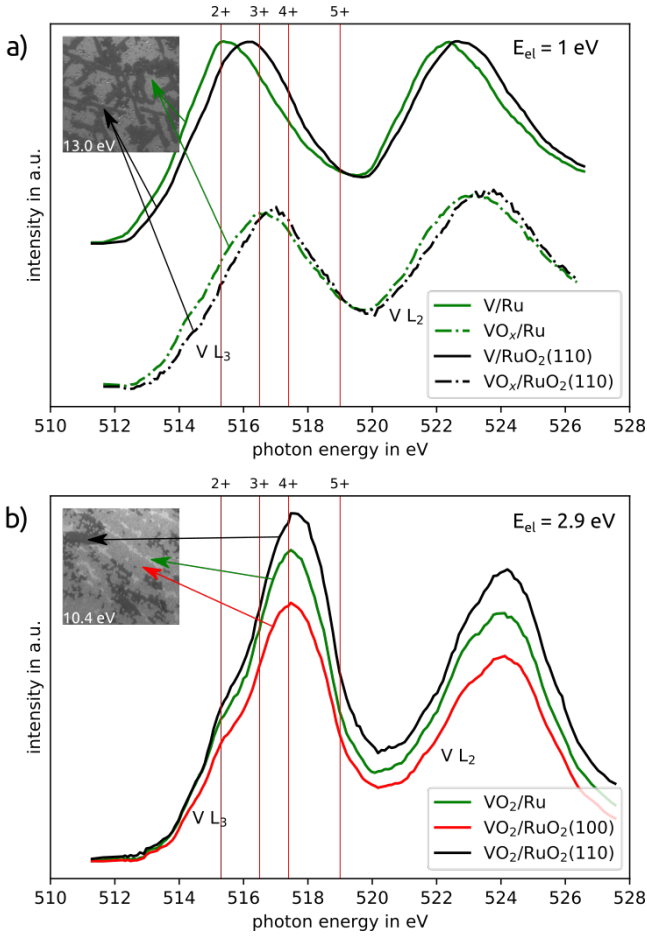 2+ 3+ 4+ 5+
a)
E_el = 1 eV
13.0 eV
intensity in a.u.
V L₃
V L₂
V/Ru
VOₓ/Ru
V/RuO₂(110)
VOₓ/RuO₂(110)
510 512 514 516 518 520 522 524 526 528
photon energy in eV
2+ 3+ 4+ 5+
b)
E_el = 2.9 eV
10.4 eV
intensity in a.u.
V L₃
V L₂
VO₂/Ru
VO₂/RuO₂(100)
VO₂/RuO₂(110)
510 512 514 516 518 520 522 524 526 528
photon energy in eV